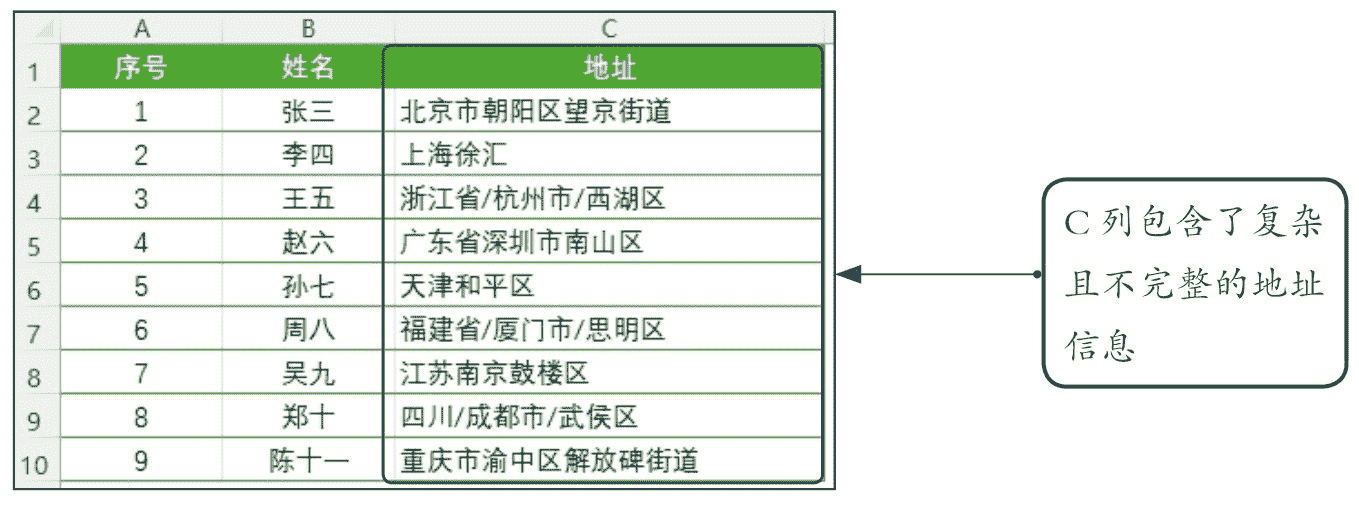 A B C
1 序号 姓名 地址
2 1 张三 北京市朝阳区望京街道
3 2 李四 上海徐汇
4 3 王五 浙江省/杭州市/西湖区
5 4 赵六 广东省深圳市南山区
6 5 孙七 天津和平区
7 6 周八 福建省/厦门市/思明区
8 7 吴九 江苏南京鼓楼区
9 8 郑十 四川/成都市/武侯区
10 9 陈十一 重庆市渝中区解放碑街道
C 列包含了复杂
且不完整的地址
信息